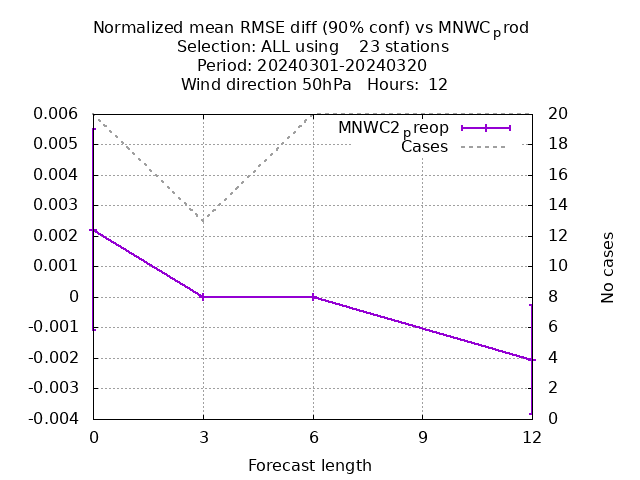 Normalized mean RMSE diff (90% conf) vs MNWCprod
Selection: ALL using    23 stations
Period: 20240301-20240320
Wind direction 50hPa   Hours:  12
0.006
0.005
0.004
0.003
0.002
0.001
0
-0.001
-0.002
-0.003
-0.004
MNWC2preop
Cases
20
18
16
14
12
10
8
6
4
2
0
No cases
0 3 6 9 12
Forecast length